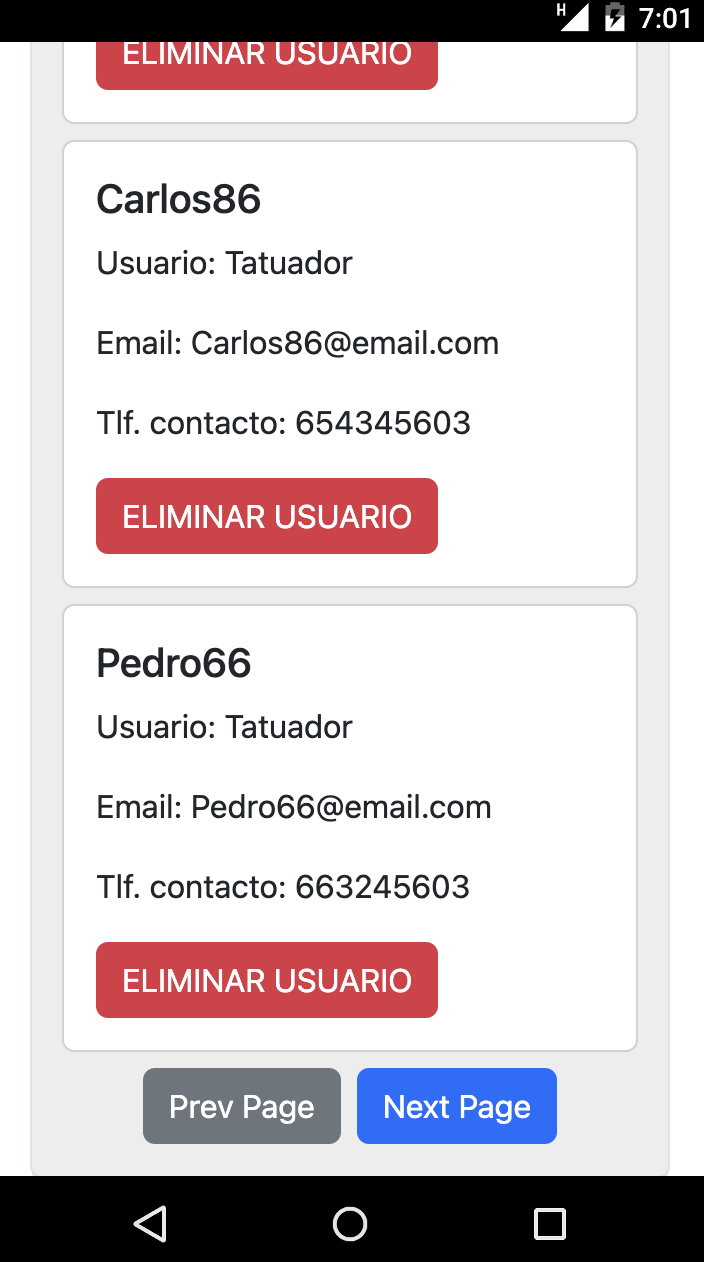 H 7:01
ELIMINAR USUARIO
Carlos86
Usuario: Tatuador
Email: Carlos86@email.com
Tlf. contacto: 654345603
ELIMINAR USUARIO
Pedro66
Usuario: Tatuador
Email: Pedro66@email.com
Tlf. contacto: 663245603
ELIMINAR USUARIO
Prev Page Next Page